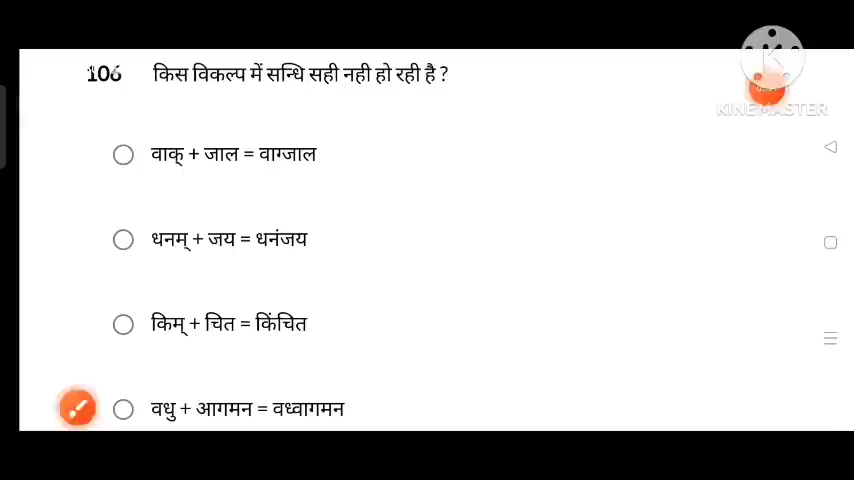 106 किस विकल्प में सन्धि सही नही हो रही है ?
KINEMASTER
वाक् + जाल = वाग्जाल
धनम् + जय = धनंजय
किम् + चित = किंचित
वधु + आगमन = वध्वागमन